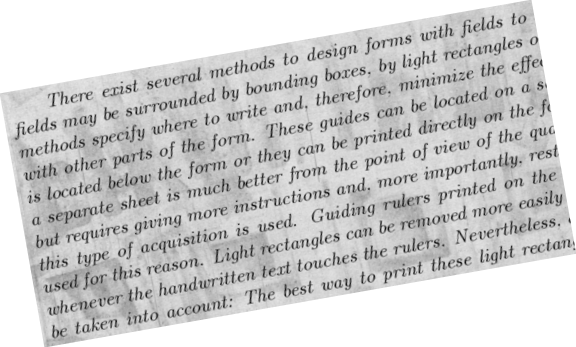 There exist several methods to design forms with fields to
fields may be surrounded by bounding boxes, by light rectangles o
methods specify where to write and, therefore, minimize the effe
with other parts of the form. These guides can be located on a s
is located below the form or they can be printed directly on the f
a separate sheet is much better from the point of view of the qua
but requires giving more instructions and, more importantly, rest
this type of acquisition is used. Guiding rulers printed on the
used for this reason. Light rectangles can be removed more easily
whenever the handwritten text touches the rulers. Nevertheless,
be taken into account: The best way to print these light rectan